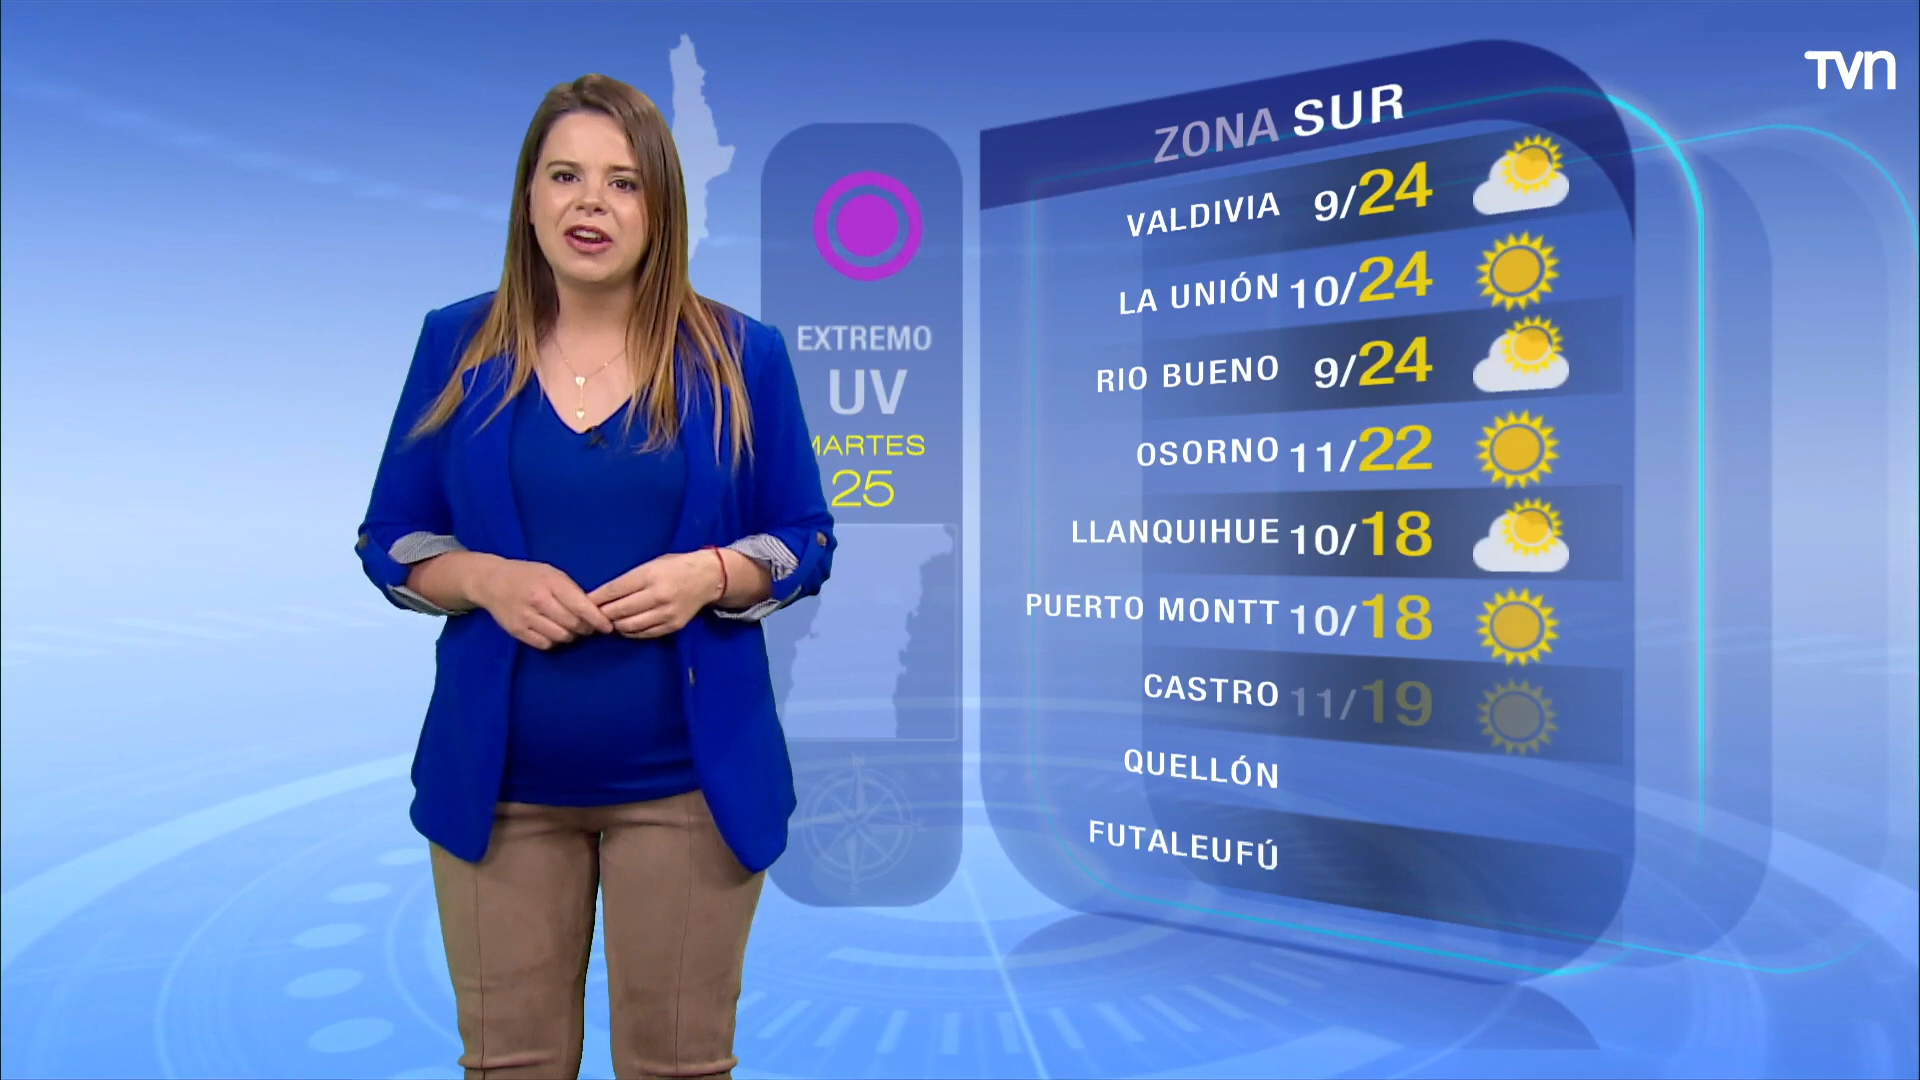 TVN
ZONA SUR
VALDIVIA 9/24
LA UNIÓN 10/24
RIO BUENO 9/24
OSORNO 11/22
LLANQUIHUE 10/18
PUERTO MONTT 10/18
CASTRO 11/19
QUELLÓN
FUTALEUFÚ
EXTREMO
UV
MARTES
25